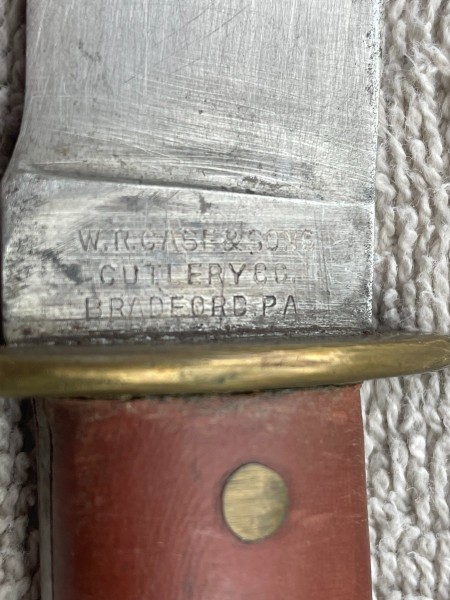 W.R.CASE & SONS
CUTLERY CO.
BRADFORD, PA